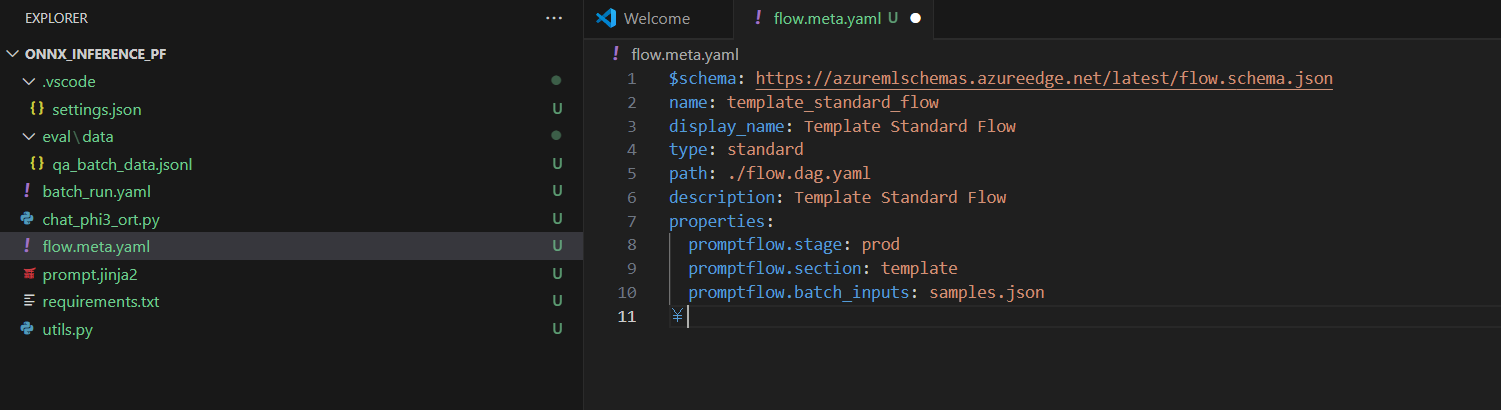 EXPLORER
...
ONNX_INFERENCE_PF
.vscode
{} settings.json U
eval\data
{} qa_batch_data.jsonl U
! batch_run.yaml U
chat_phi3_ort.py U
! flow.meta.yaml U
prompt.jinja2 U
requirements.txt U
utils.py U
Welcome
! flow.meta.yaml U
! flow.meta.yaml
1 $schema: https://azuremlschemas.azureedge.net/latest/flow.schema.json
2 name: template_standard_flow
3 display_name: Template Standard Flow
4 type: standard
5 path: ./flow.dag.yaml
6 description: Template Standard Flow
7 properties:
8 promptflow.stage: prod
9 promptflow.section: template
10 promptflow.batch_inputs: samples.json
11 ¥